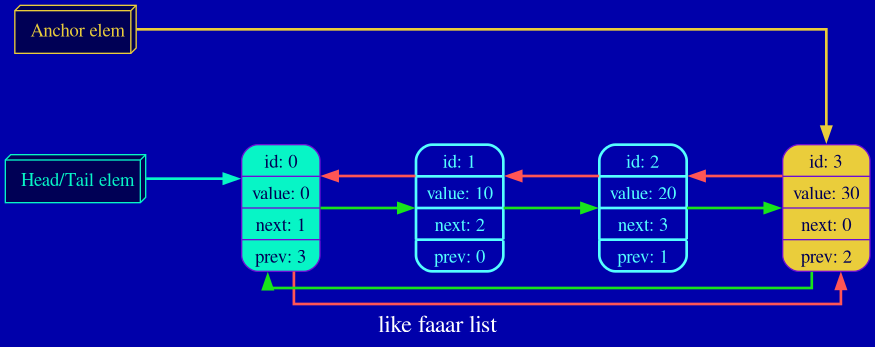 Anchor elem
Head/Tail elem
id: 0
value: 0
next: 1
prev: 3
id: 1
value: 10
next: 2
prev: 0
id: 2
value: 20
next: 3
prev: 1
id: 3
value: 30
next: 0
prev: 2
like faaar list